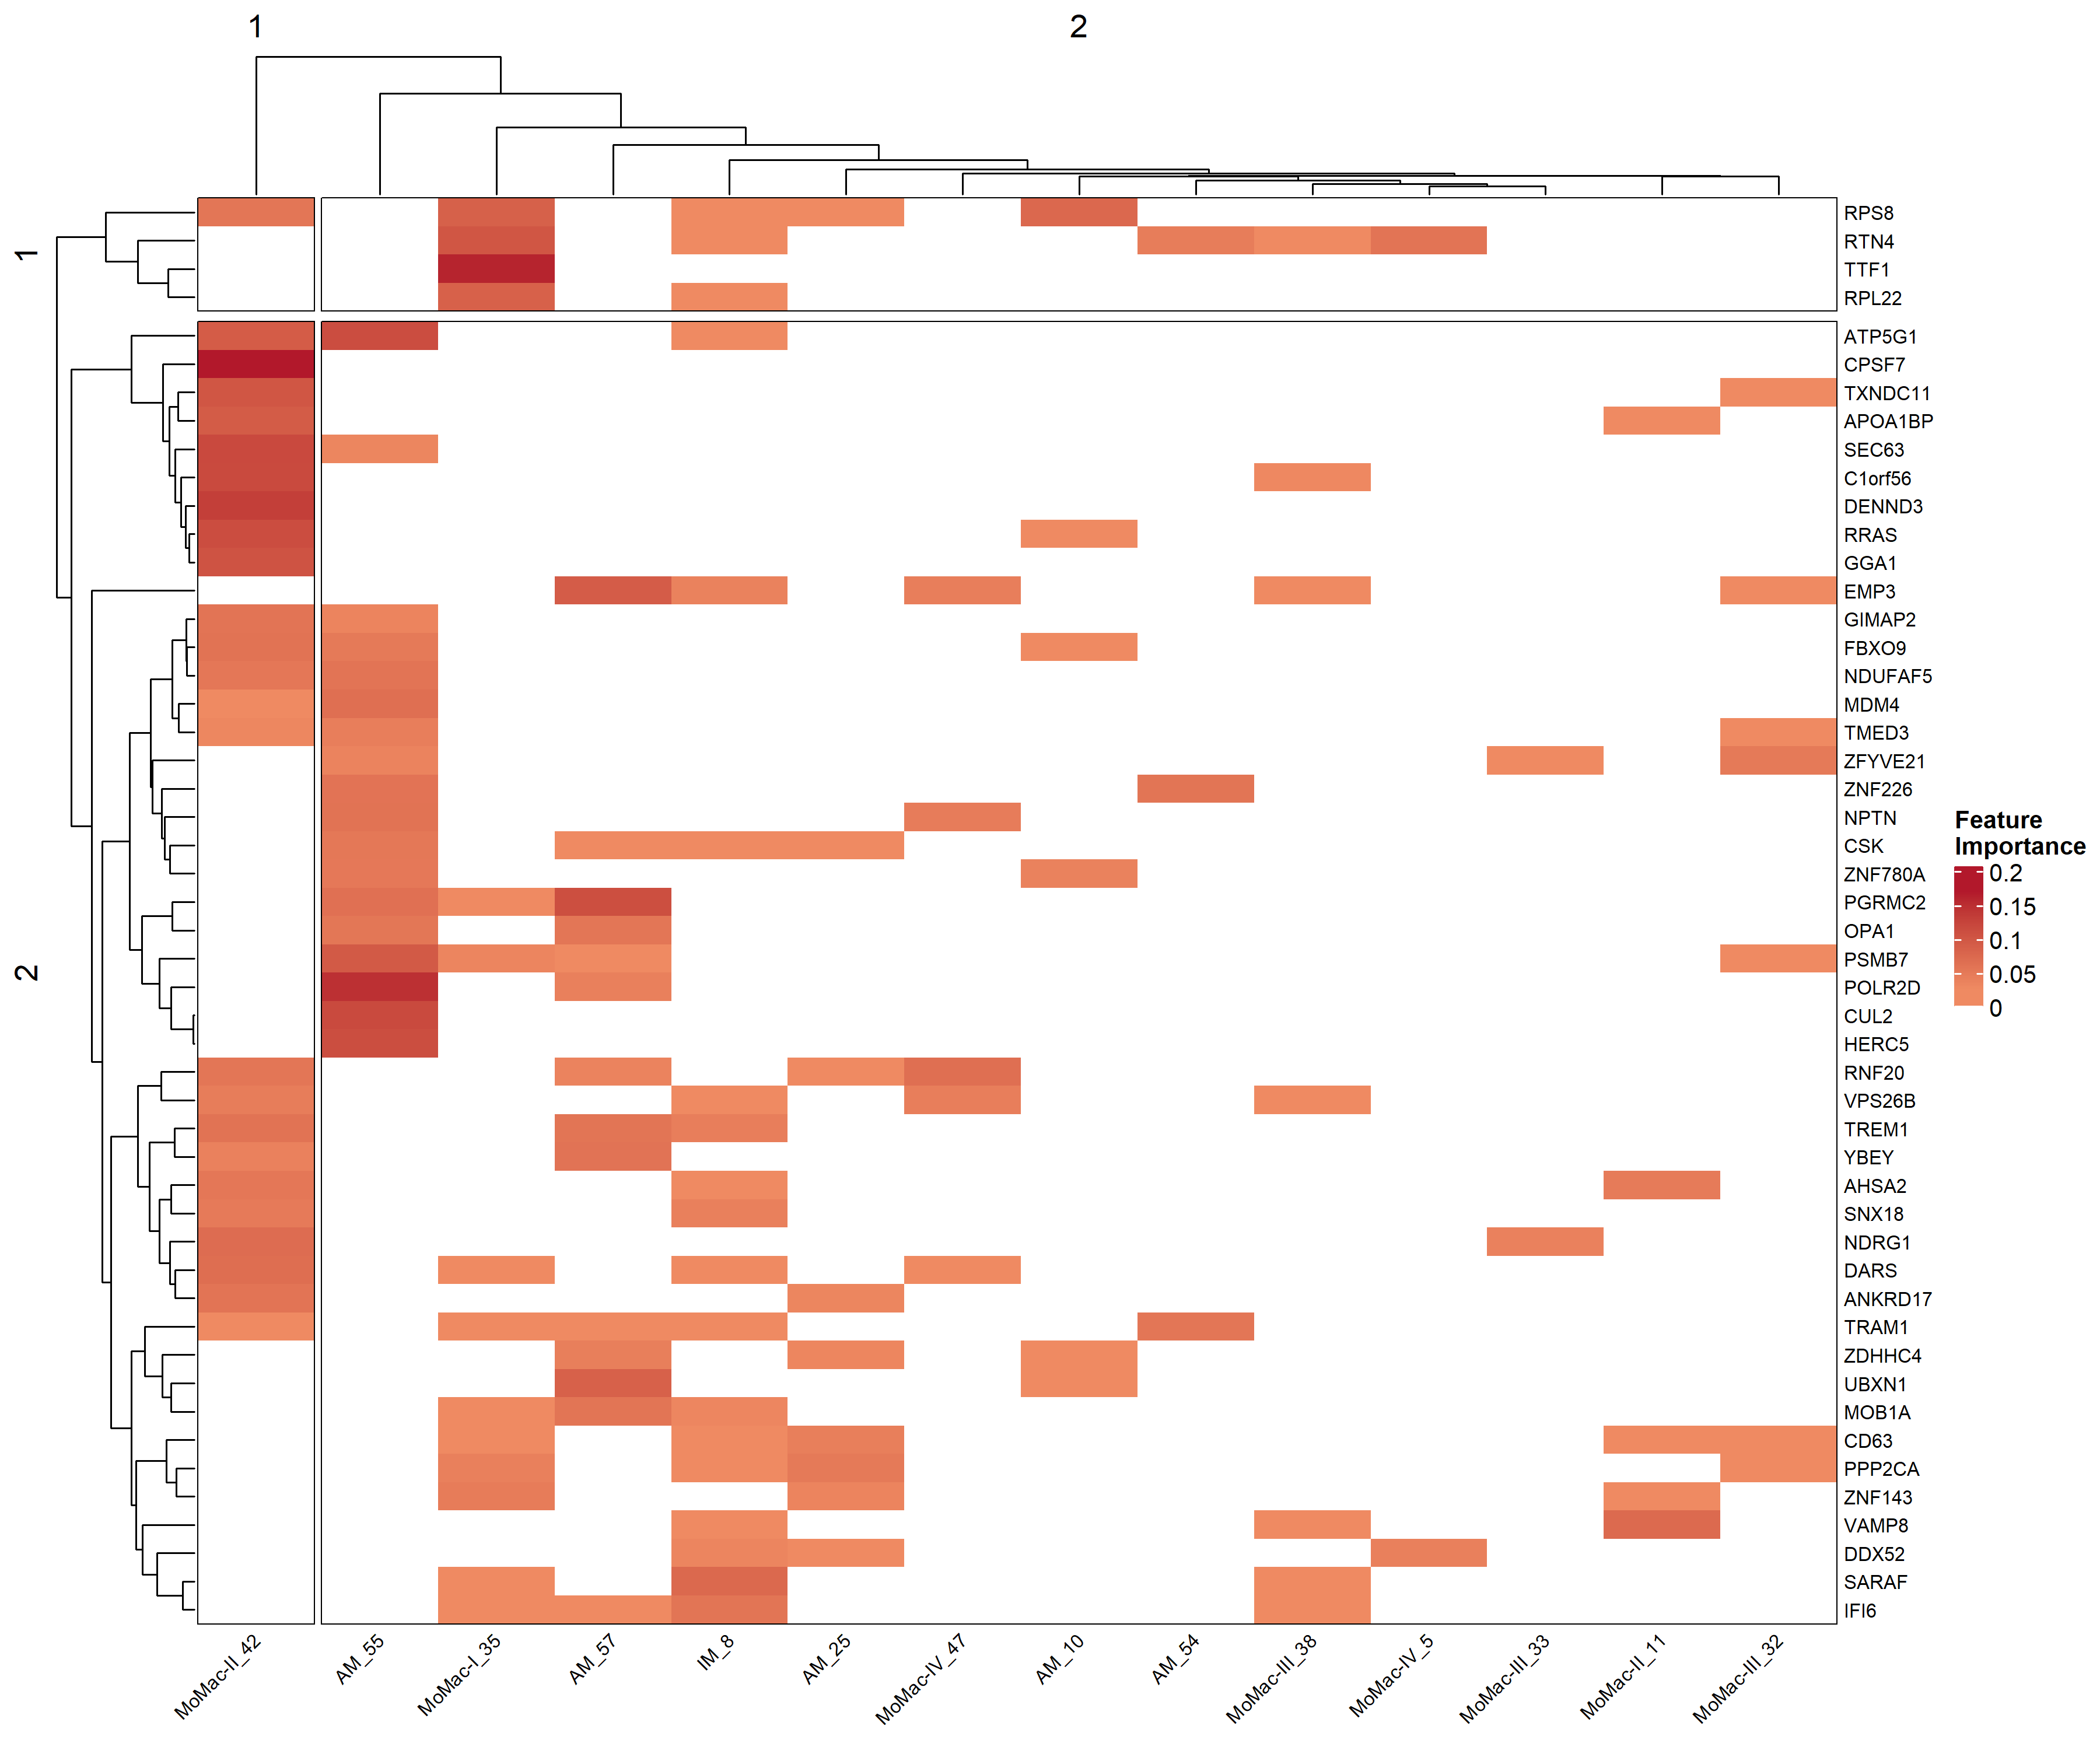 1
2
1
2
RPS8
RTN4
TTF1
RPL22
ATP5G1
CPSF7
TXNDC11
APOA1BP
SEC63
C1orf56
DENND3
RRAS
GGA1
EMP3
GIMAP2
FBXO9
NDUFAF5
MDM4
TMED3
ZFYVE21
ZNF226
NPTN
CSK
ZNF780A
PGRMC2
OPA1
PSMB7
POLR2D
CUL2
HERC5
RNF20
VPS26B
TREM1
YBEY
AHSA2
SNX18
NDRG1
DARS
ANKRD17
TRAM1
ZDHHC4
UBXN1
MOB1A
CD63
PPP2CA
ZNF143
VAMP8
DDX52
SARAF
IFI6
Feature
Importance
0.2
0.15
0.1
0.05
0
MoMac-II_42
AM_55
MoMac-I_35
AM_57
IM_8
AM_25
MoMac-IV_47
AM_10
AM_54
MoMac-III_38
MoMac-IV_5
MoMac-III_33
MoMac-II_11
MoMac-III_32